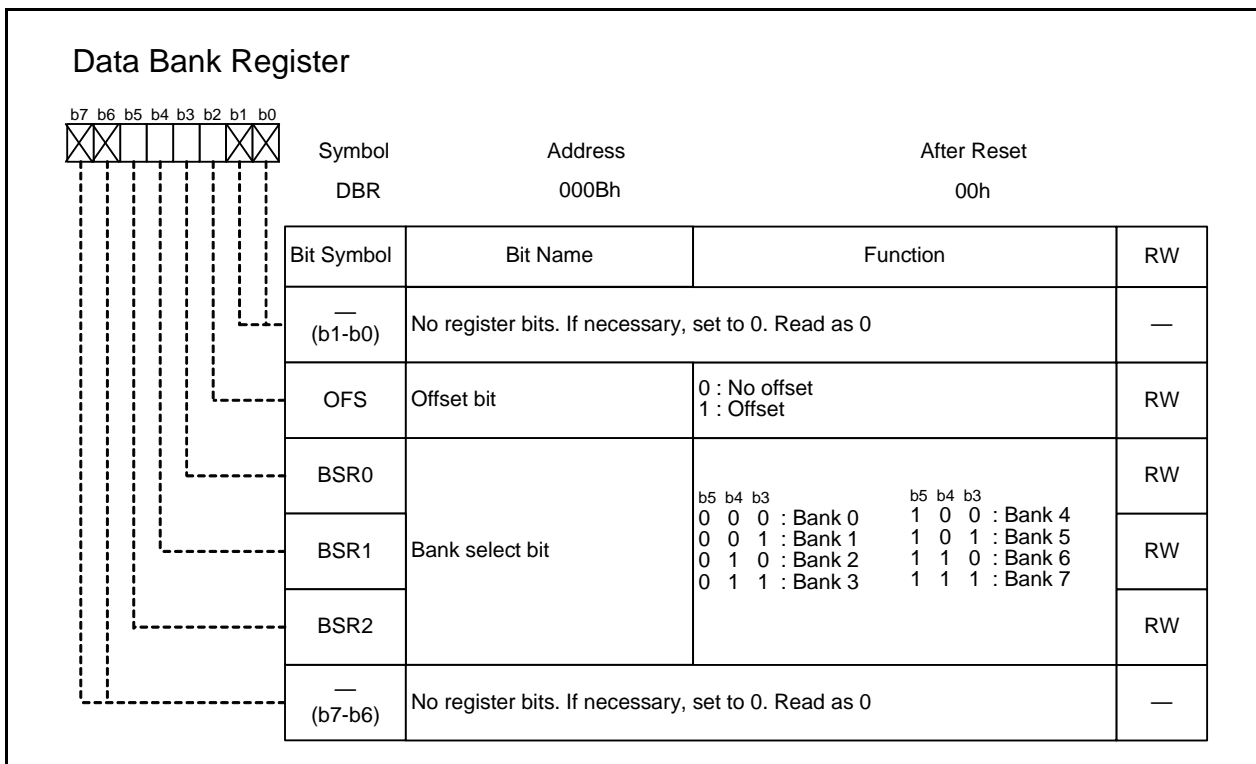 Data Bank Register
b7 b6 b5 b4 b3 b2 b1 b0
Symbol Address After Reset
DBR 000Bh 00h
Bit Symbol Bit Name Function RW
—
(b1-b0)
No register bits. If necessary, set to 0. Read as 0 —
OFS Offset bit
0 : No offset
1 : Offset
RW
BSR0 RW
BSR1 Bank select bit
b5 b4 b3 b5 b4 b3
0 0 0 : Bank 0 1 0 0 : Bank 4
0 0 1 : Bank 1 1 0 1 : Bank 5
0 1 0 : Bank 2 1 1 0 : Bank 6
0 1 1 : Bank 3 1 1 1 : Bank 7
RW
BSR2 RW
—
(b7-b6)
No register bits. If necessary, set to 0. Read as 0 —